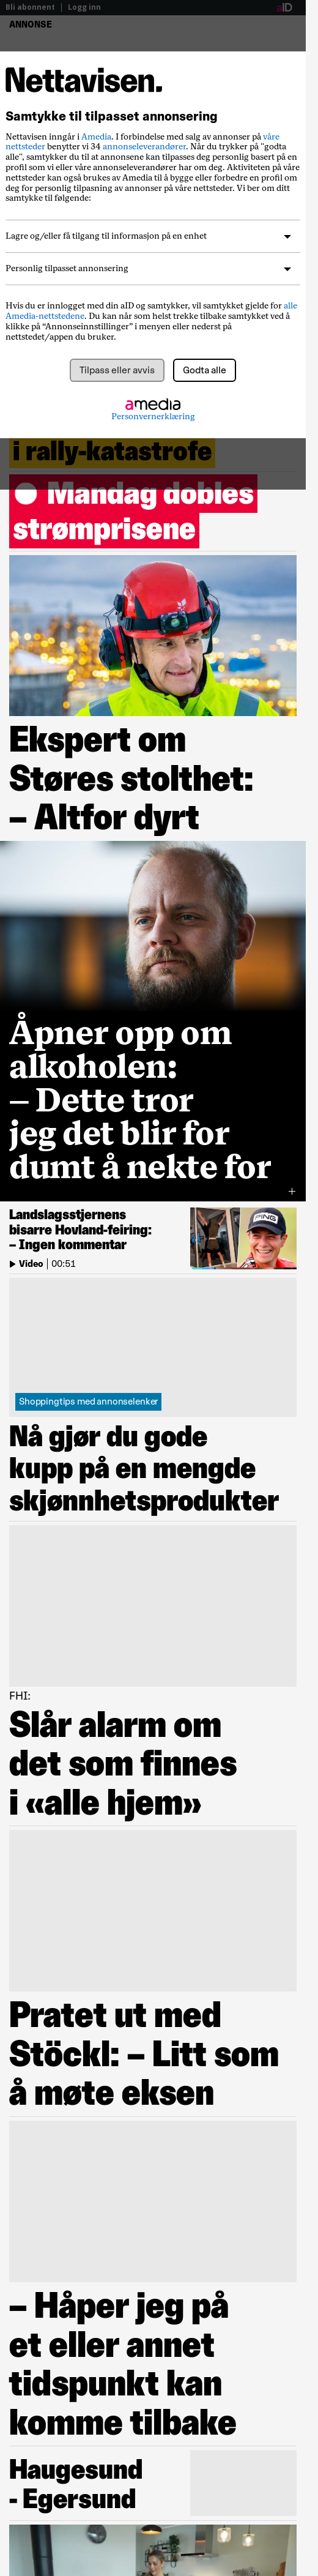 Bli abonnent | Logg inn
aID
ANNONSE
Nettavisen.
Samtykke til tilpasset annonsering
Nettavisen inngår i Amedia. I forbindelse med salg av annonser på våre
nettsteder benytter vi 34 annonseleverandører. Når du trykker på "godta
alle", samtykker du til at annonsene kan tilpasses deg personlig basert på en
profil som vi eller våre annonseleverandører har om deg. Aktiviteten på våre
nettsteder kan også brukes av Amedia til å bygge eller forbedre en profil om
deg for personlig tilpasning av annonser på våre nettsteder. Vi ber om ditt
samtykke til følgende:
Lagre og/eller få tilgang til informasjon på en enhet
Personlig tilpasset annonsering
Hvis du er innlogget med din aID og samtykker, vil samtykket gjelde for alle
Amedia-nettstedene. Du kan når som helst trekke tilbake samtykket ved å
klikke på “Annonseinnstillinger” i menyen eller nederst på
nettstedet/appen du bruker.
Tilpass eller avvis
Godta alle
amedia
Personvernerklæring
i rally-katastrofe
Mandag dobles
strømprisene
Ekspert om
Støres stolthet:
– Altfor dyrt
Åpner opp om
alkoholen:
– Dette tror
jeg det blir for
dumt å nekte for
+
Landslagsstjernens
bisarre Hovland-feiring:
– Ingen kommentar
Video | 00:51
PING
Shoppingtips med annonselenker
Nå gjør du gode
kupp på en mengde
skjønnhetsprodukter
FHI:
Slår alarm om
det som finnes
i «alle hjem»
Pratet ut med
Stöckl: – Litt som
å møte eksen
– Håper jeg på
et eller annet
tidspunkt kan
komme tilbake
Haugesund
- Egersund